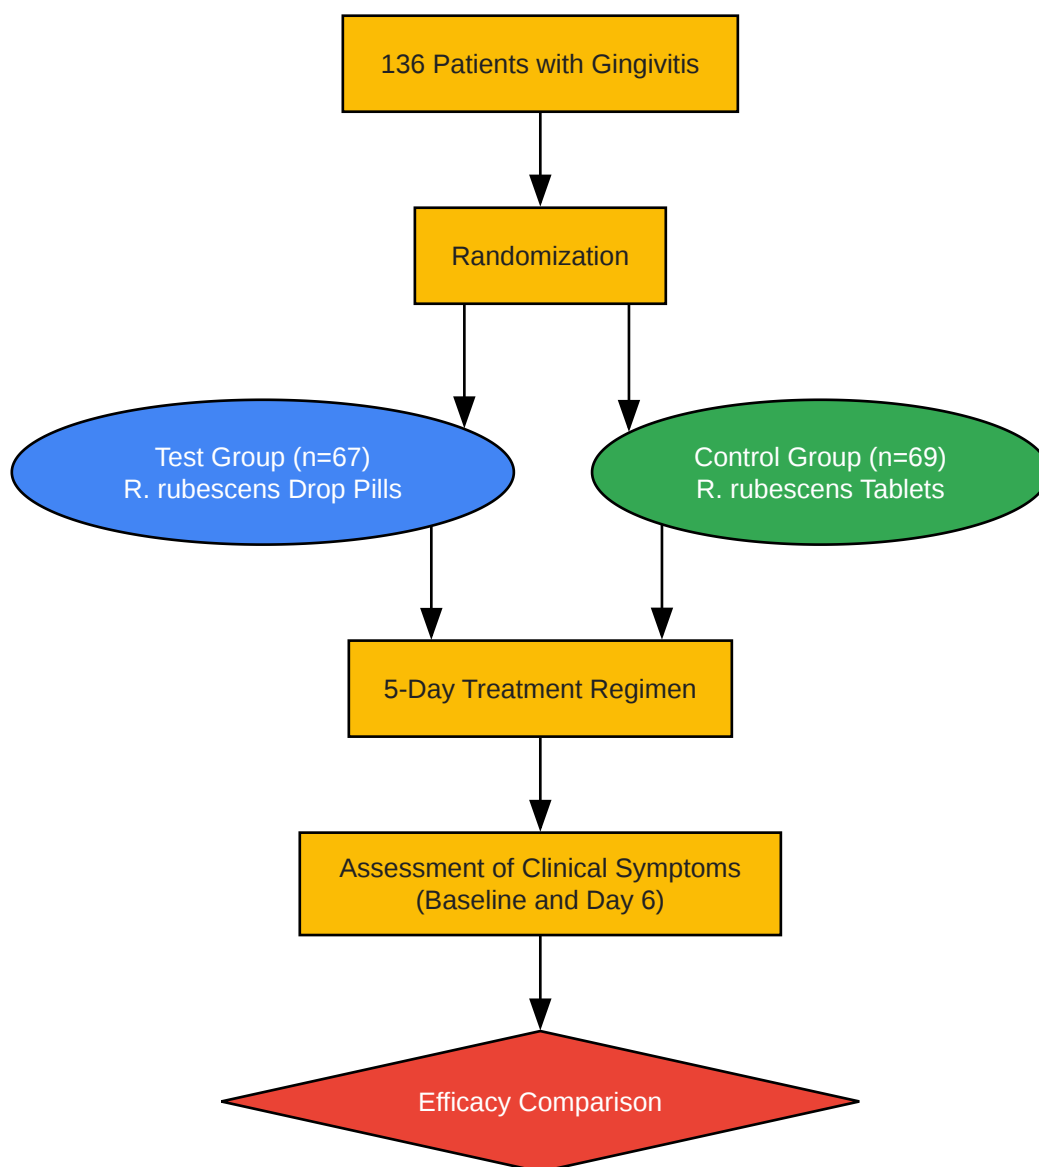 136 Patients with Gingivitis
Randomization
Test Group (n=67)
R. rubescens Drop Pills
Control Group (n=69)
R. rubescens Tablets
5-Day Treatment Regimen
Assessment of Clinical Symptoms
(Baseline and Day 6)
Efficacy Comparison